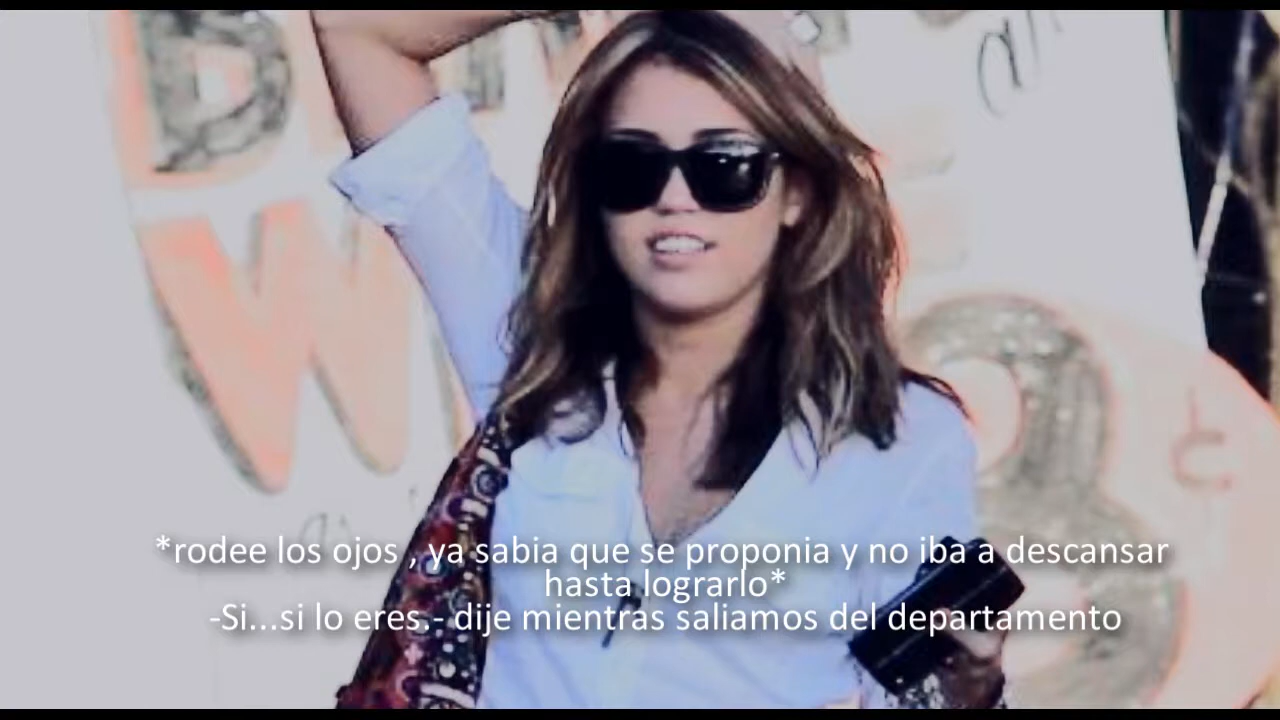 *rodee los ojos , ya sabia que se proponia y no iba a descansar
hasta lograrlo*
-Si...si lo eres.- dije mientras saliamos del departamento